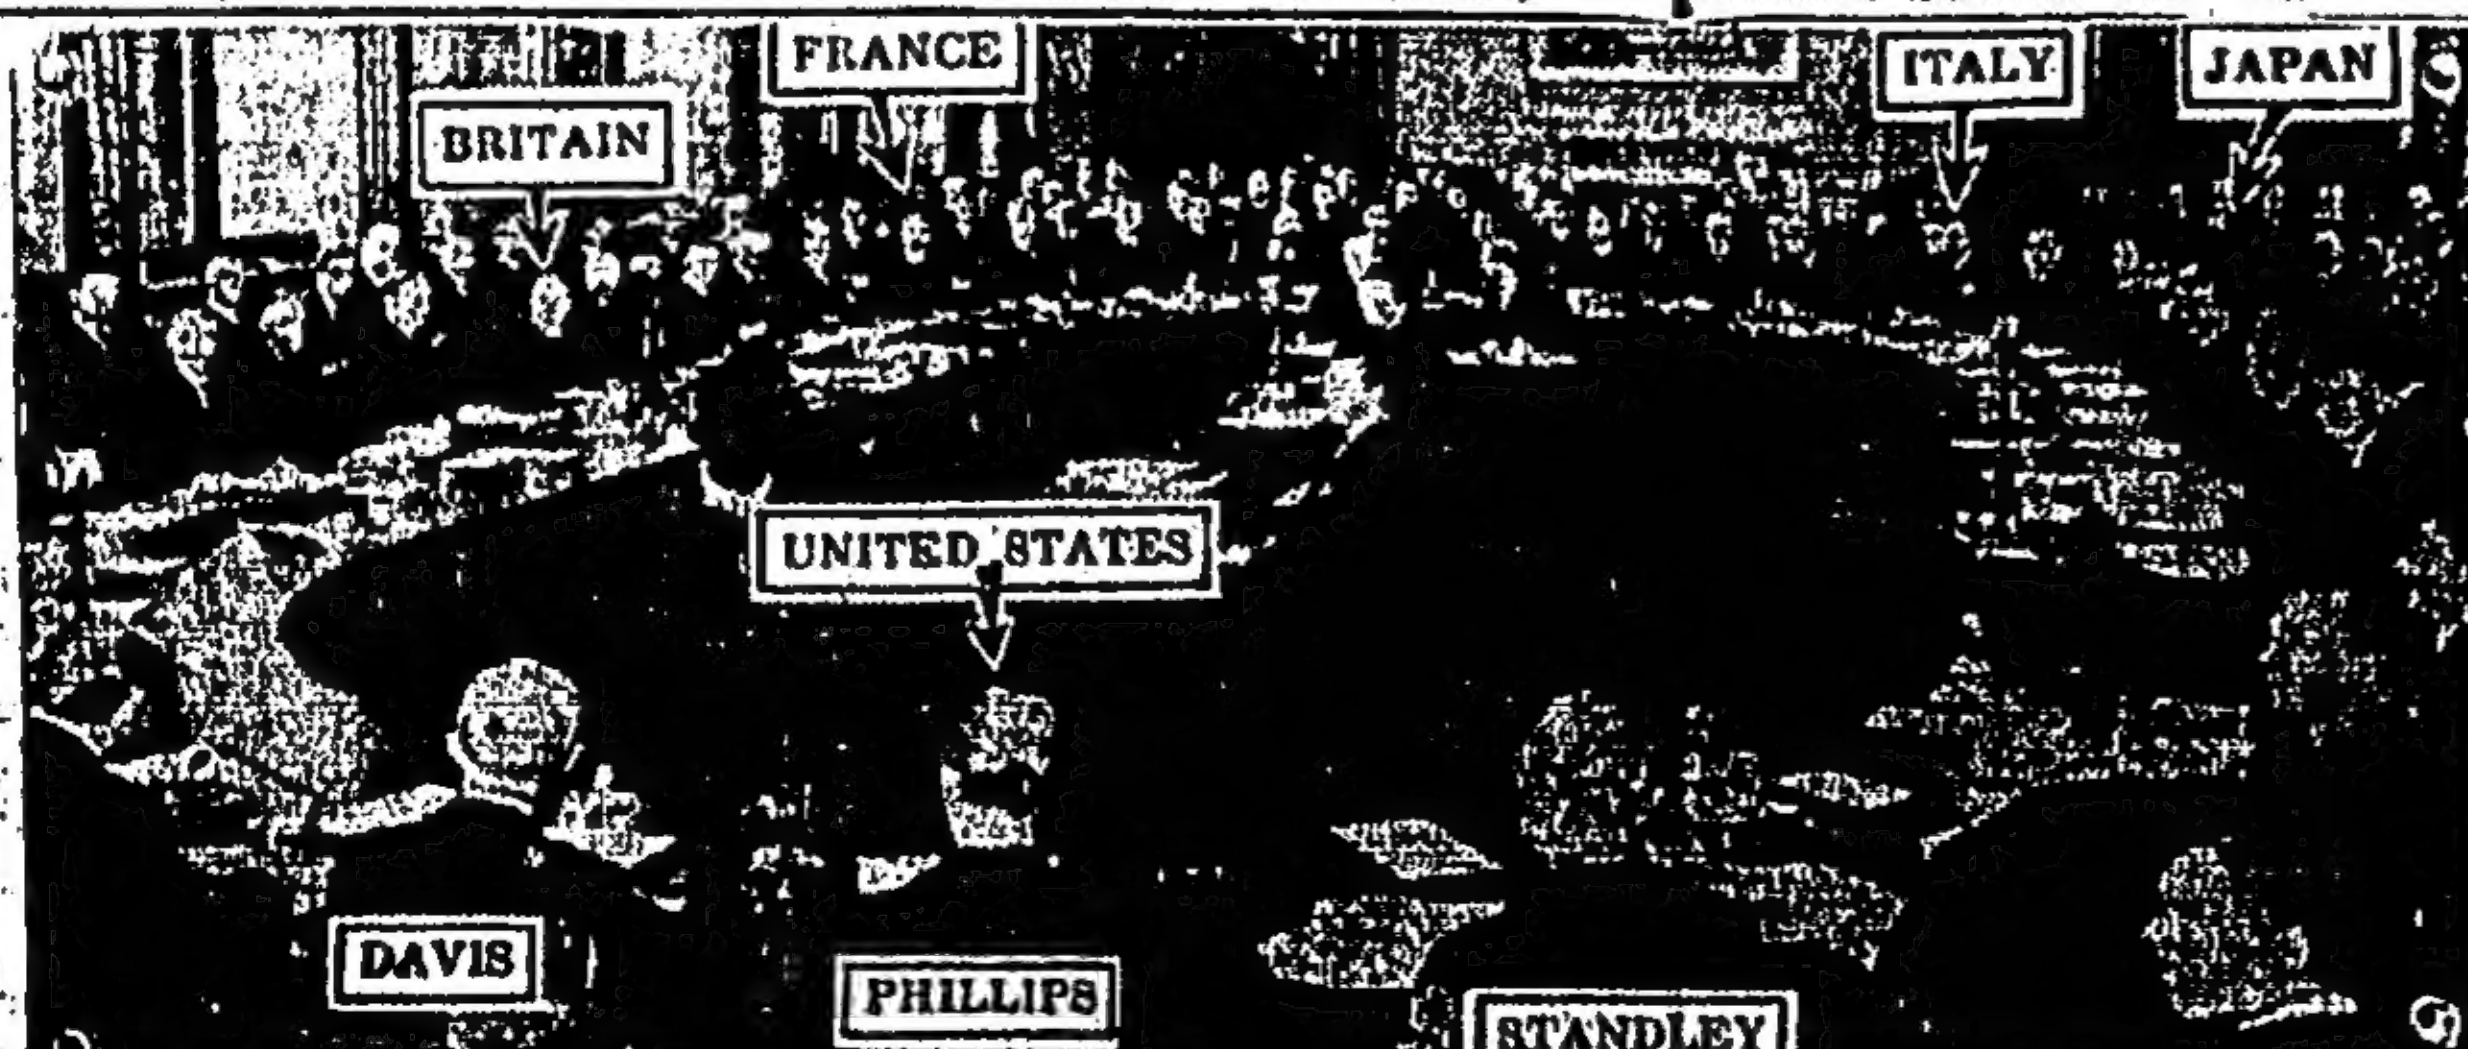 FRANCE
ITALY
JAPAN
BRITAIN
UNITED STATES
DAVIS
PHILLIPS
STANDLEY